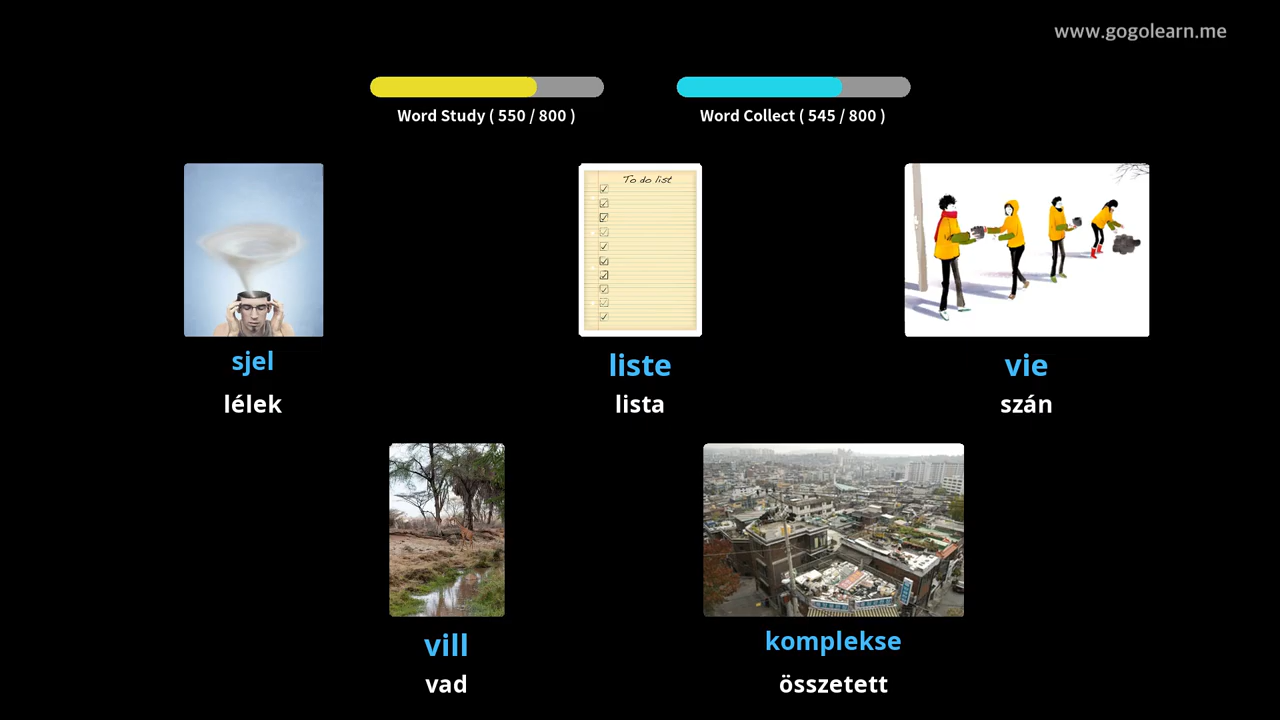 www.gogolearn.me
Word Study ( 550 / 800 )
Word Collect ( 545 / 800 )
To do list
sjel
liste
vie
lélek
lista
szán
vill
komplekse
vad
összetett